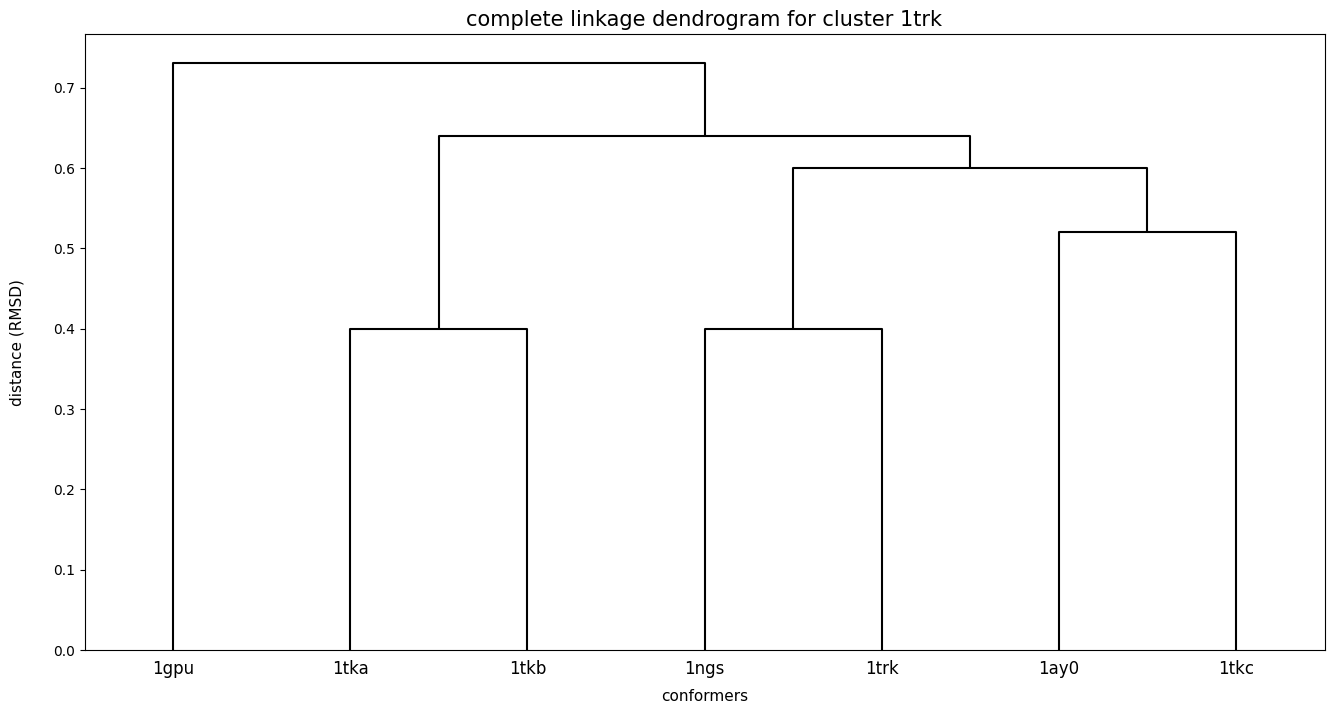 complete linkage dendrogram for cluster 1trk
0.7
0.6
0.5
0.4
0.3
0.2
0.1
0.0
distance (RMSD)
1gpu 1tka 1tkb 1ngs 1trk 1ay0 1tkc
conformers